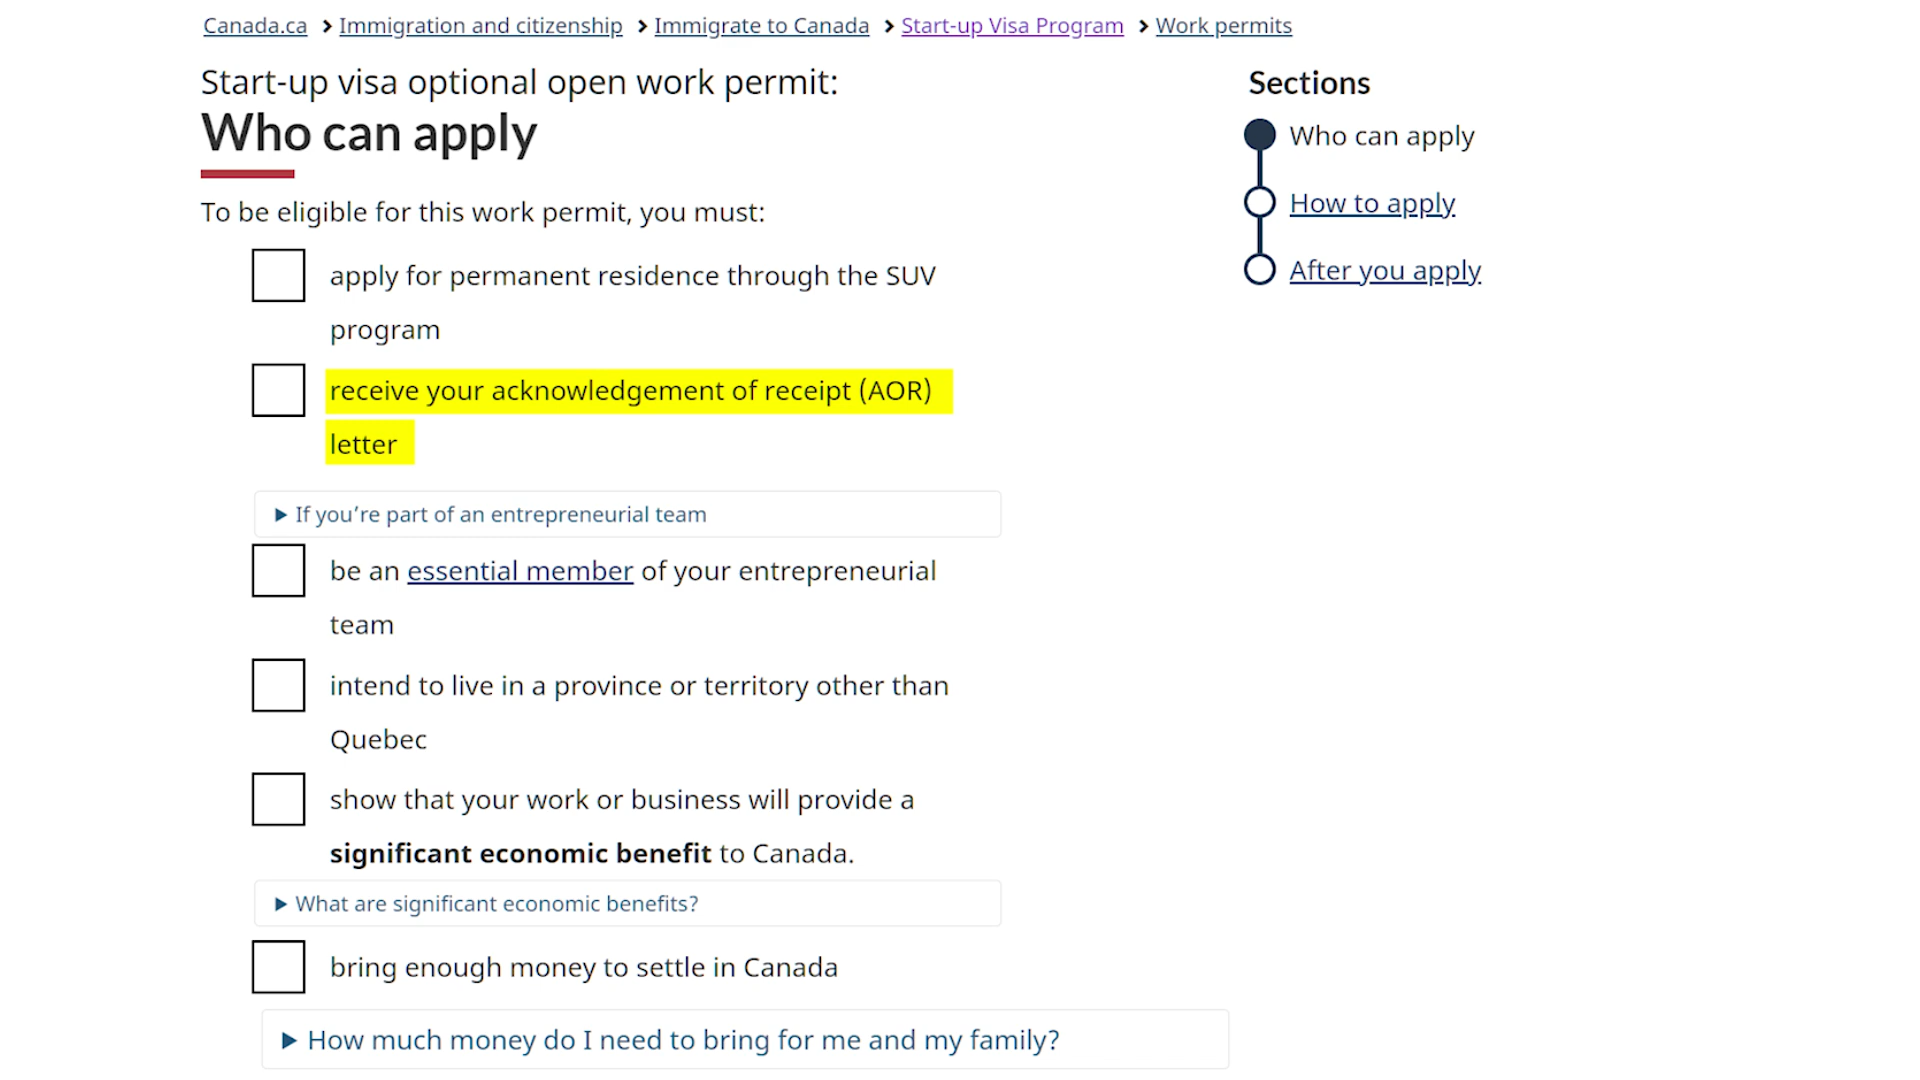 Canada.ca > Immigration and citizenship > Immigrate to Canada > Start-up Visa Program > Work permits
Start-up visa optional open work permit:
Who can apply
To be eligible for this work permit, you must:
apply for permanent residence through the SUV
program
receive your acknowledgement of receipt (AOR)
letter
If you're part of an entrepreneurial team
be an essential member of your entrepreneurial
team
intend to live in a province or territory other than
Quebec
show that your work or business will provide a
significant economic benefit to Canada.
What are significant economic benefits?
bring enough money to settle in Canada
How much money do I need to bring for me and my family?
Sections
Who can apply
How to apply
After you apply